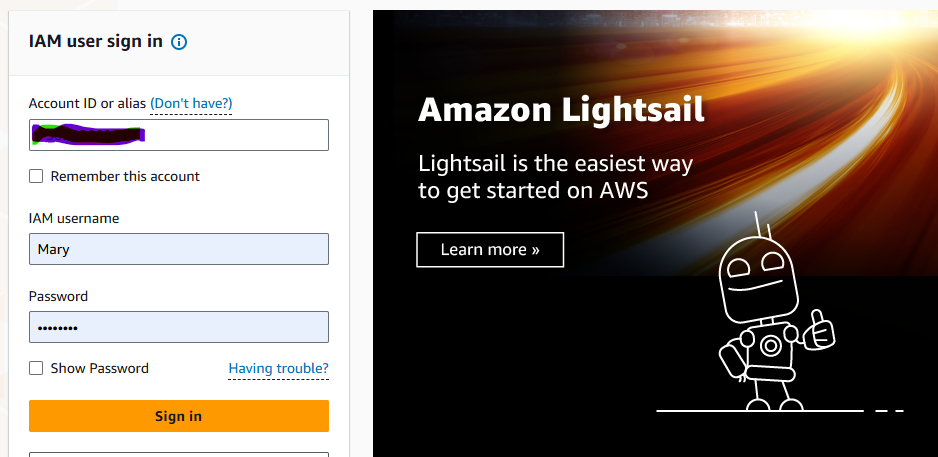 IAM user sign in
Account ID or alias (Don't have?)
Remember this account
IAM username
Mary
Password
••••••••
Show Password
Having trouble?
Sign in
Amazon Lightsail
Lightsail is the easiest way
to get started on AWS
Learn more »